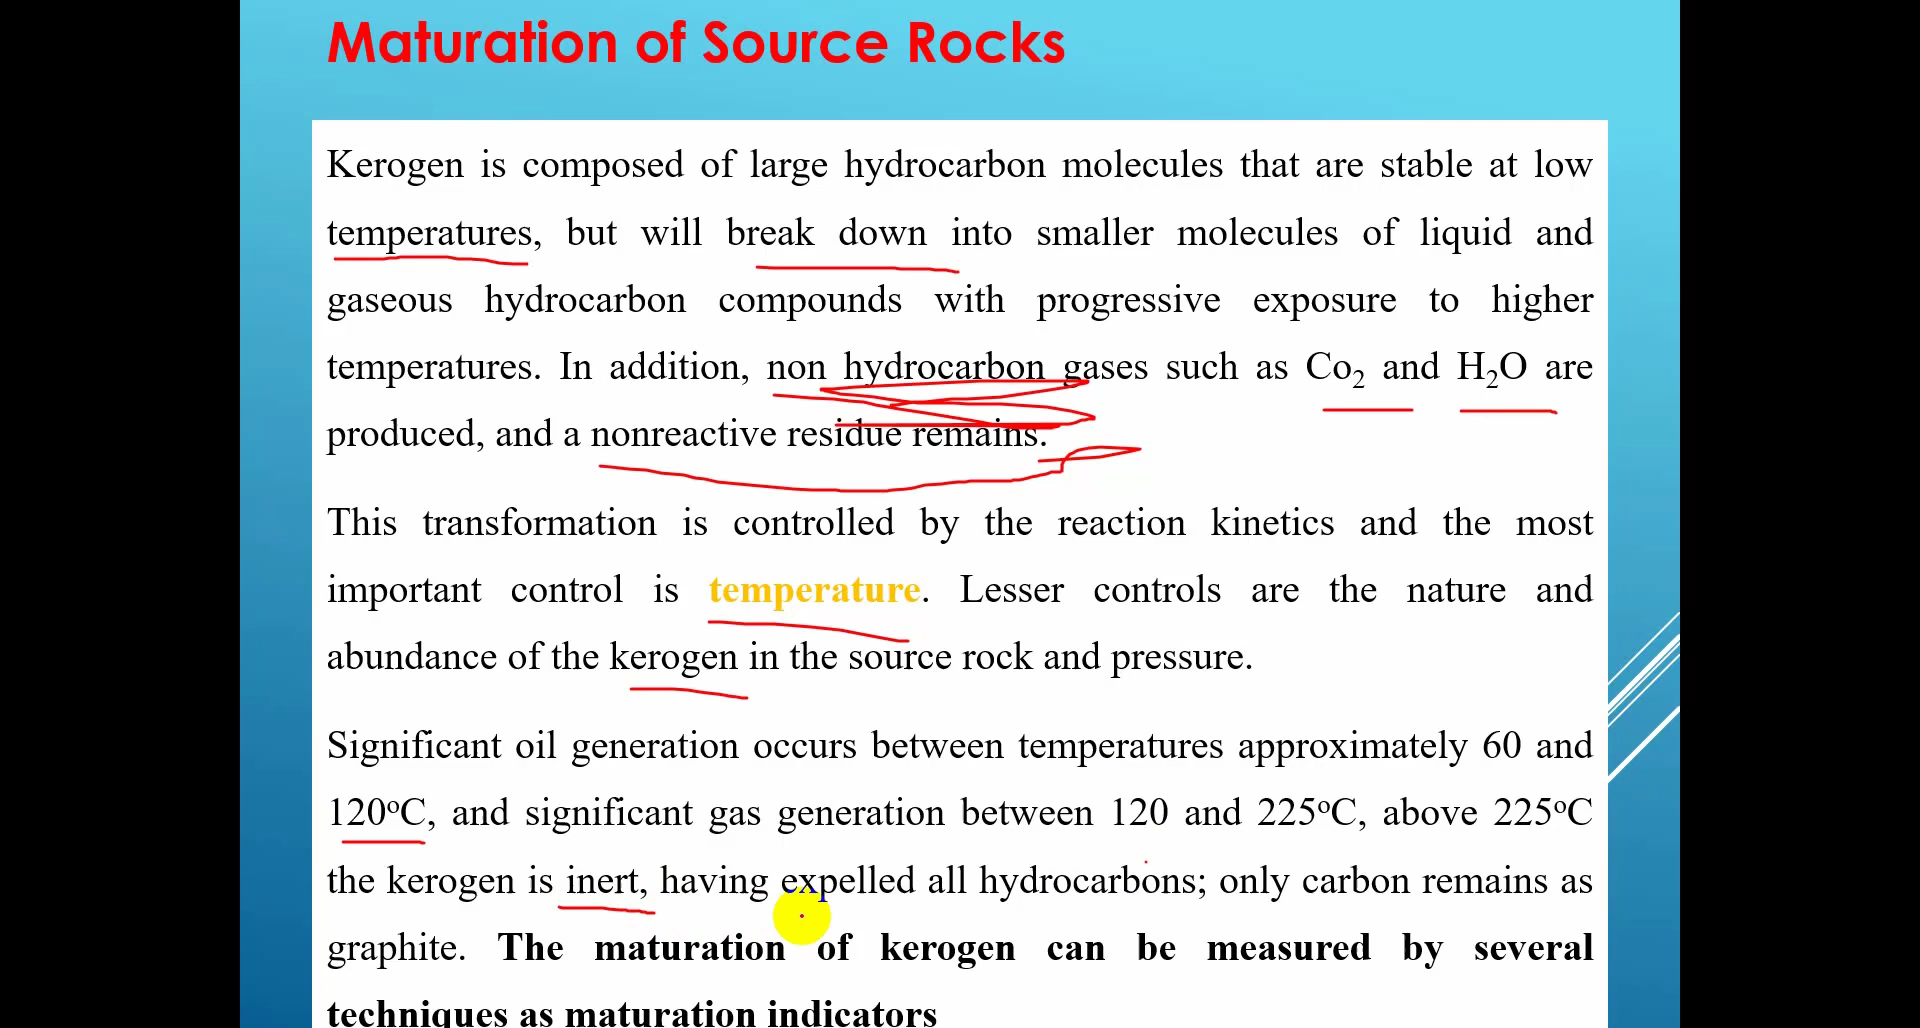 Maturation of Source Rocks
Kerogen is composed of large hydrocarbon molecules that are stable at low
temperatures, but will break down into smaller molecules of liquid and
gaseous hydrocarbon compounds with progressive exposure to higher
temperatures. In addition, non hydrocarbon gases such as Co₂ and H₂O are
produced, and a nonreactive residue remains.
This transformation is controlled by the reaction kinetics and the most
important control is temperature. Lesser controls are the nature and
abundance of the kerogen in the source rock and pressure.
Significant oil generation occurs between temperatures approximately 60 and
120ᵒC, and significant gas generation between 120 and 225ᵒC, above 225ᵒC
the kerogen is inert, having expelled all hydrocarbons; only carbon remains as
graphite. The maturation of kerogen can be measured by several
techniques as maturation indicators